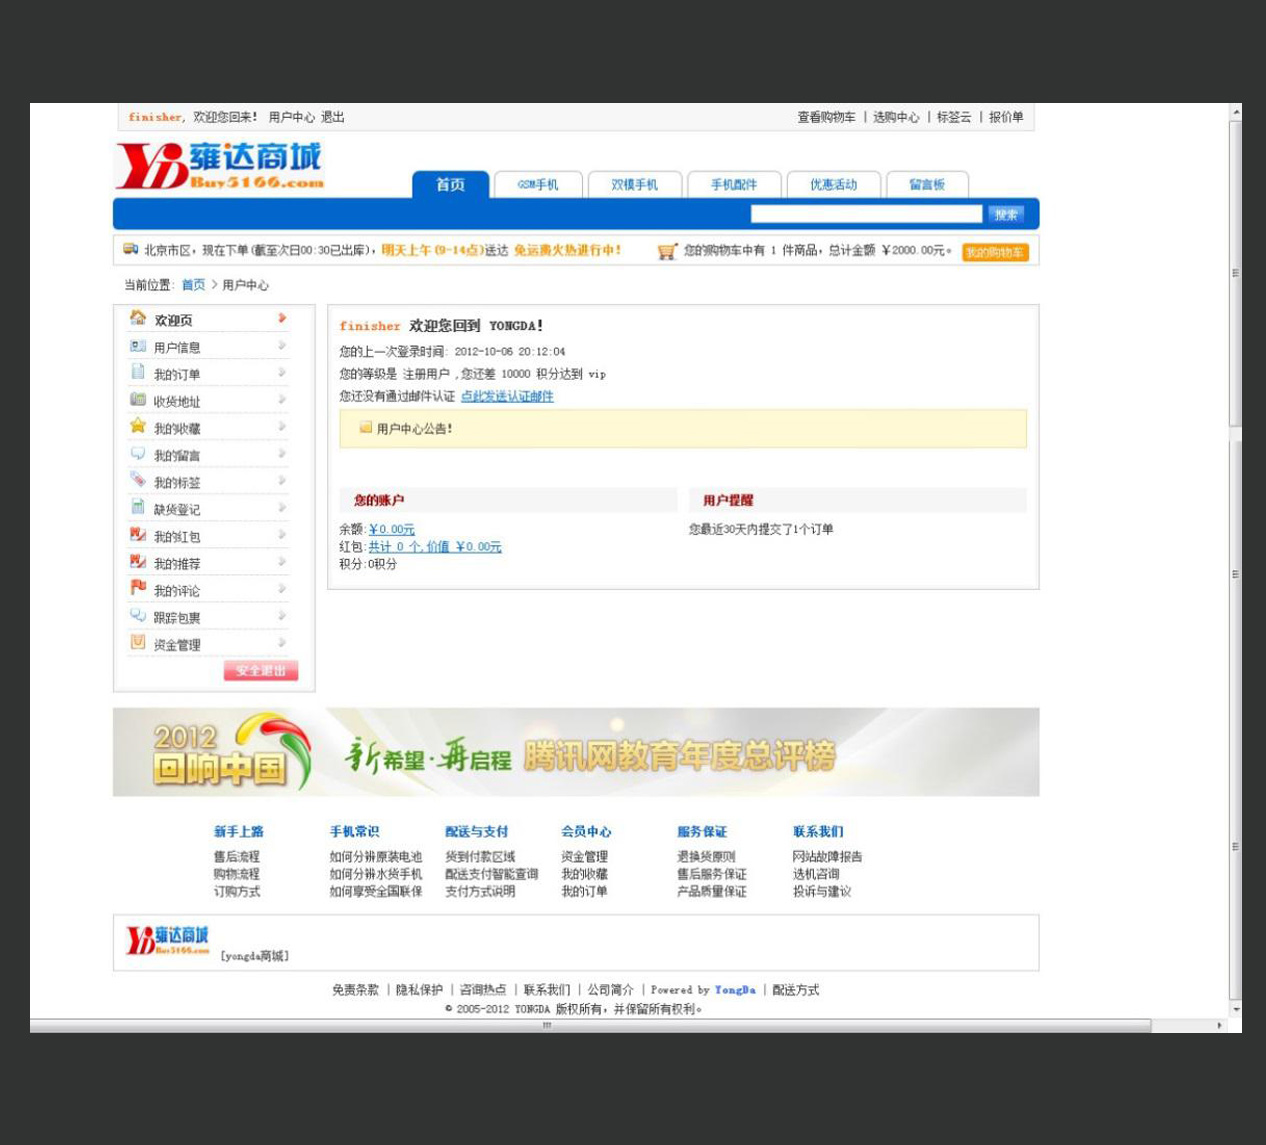 finisher, 欢迎您回来! 用户中心 退出
查看购物车 | 选购中心 | 标签云 | 报价单
雍达商城
Buy5166.com
首页 GSM手机 双模手机 手机配件 优惠活动 留言板
搜索
北京市区，现在下单(截至次日00:30已出库)，明天上午(9-14点)送达 免运费火热进行中!
您的购物车中有 1 件商品，总计金额 ￥2000.00元。 我的购物车
当前位置: 首页 > 用户中心
欢迎页
用户信息
我的订单
收货地址
我的收藏
我的留言
我的标签
缺货登记
我的红包
我的推荐
我的评论
跟踪包裹
资金管理
安全退出
finisher 欢迎您回到 YONGDA!
您的上一次登录时间: 2012-10-06 20:12:04
您的等级是 注册用户 ,您还差 10000 积分达到 vip
您还没有通过邮件认证 点此发送认证邮件
用户中心公告!
您的账户
余额:￥0.00元
红包:共计 0 个,价值 ￥0.00元
积分:0积分
用户提醒
您最近30天内提交了1个订单
2012
回响中国
新希望·再启程 腾讯网教育年度总评榜
新手上路 手机常识 配送与支付 会员中心 服务保证 联系我们
售后流程 如何分辨原装电池 货到付款区域 资金管理 退换货原则 网站故障报告
购物流程 如何分辨水货手机 配送支付智能查询 我的收藏 售后服务保证 选机咨询
订购方式 如何享受全国联保 支付方式说明 我的订单 产品质量保证 投诉与建议
雍达商城
Buy5166.com
[yongda商城]
免责条款 | 隐私保护 | 咨询热点 | 联系我们 | 公司简介 | Powered by YongDa | 配送方式
© 2005-2012 YONGDA 版权所有，并保留所有权利。